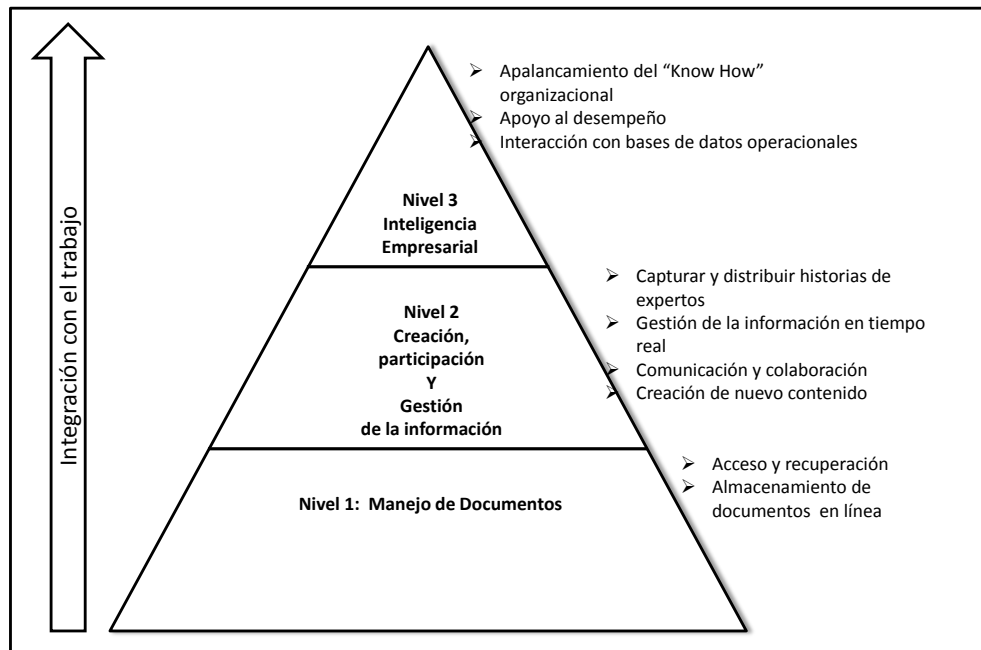 Integración con el trabajo
➢ Apalancamiento del “Know How”
organizacional
➢ Apoyo al desempeño
➢ Interacción con bases de datos operacionales
Nivel 3
Inteligencia
Empresarial
➢ Capturar y distribuir historias de
expertos
➢ Gestión de la información en tiempo
real
➢ Comunicación y colaboración
➢ Creación de nuevo contenido
Nivel 2
Creación,
participación
Y
Gestión
de la información
➢ Acceso y recuperación
➢ Almacenamiento de
documentos en línea
Nivel 1: Manejo de Documentos